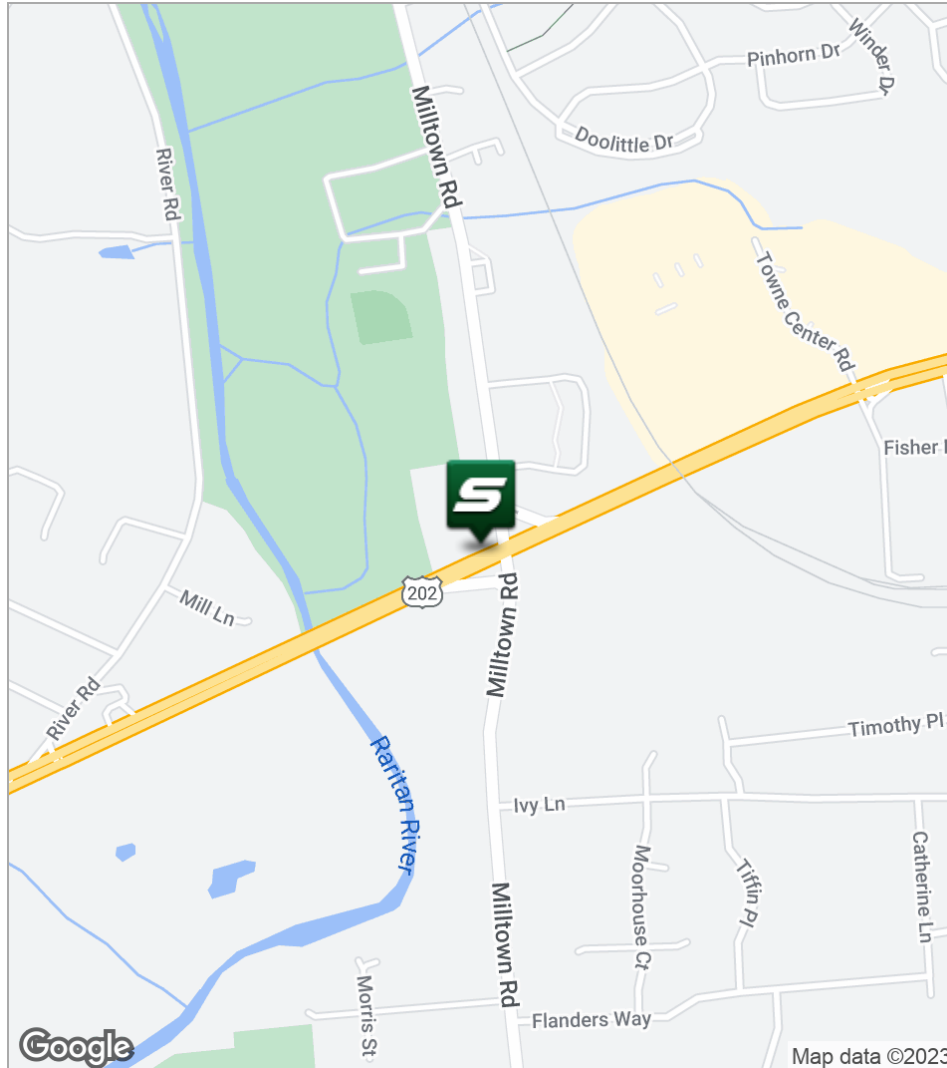 Winder Dr
Pinhorn Dr
Milltown Rd
Doolittle Dr
River Rd
Towne Center Rd
Fisher
S
202
Milltown Rd
Mill Ln
River Rd
Timothy Pl
Raritan River
Ivy Ln
Moorhouse Ct
Tiffin Pl
Catherine Ln
Milltown Rd
Morris St
Flanders Way
Google
Map data ©2023